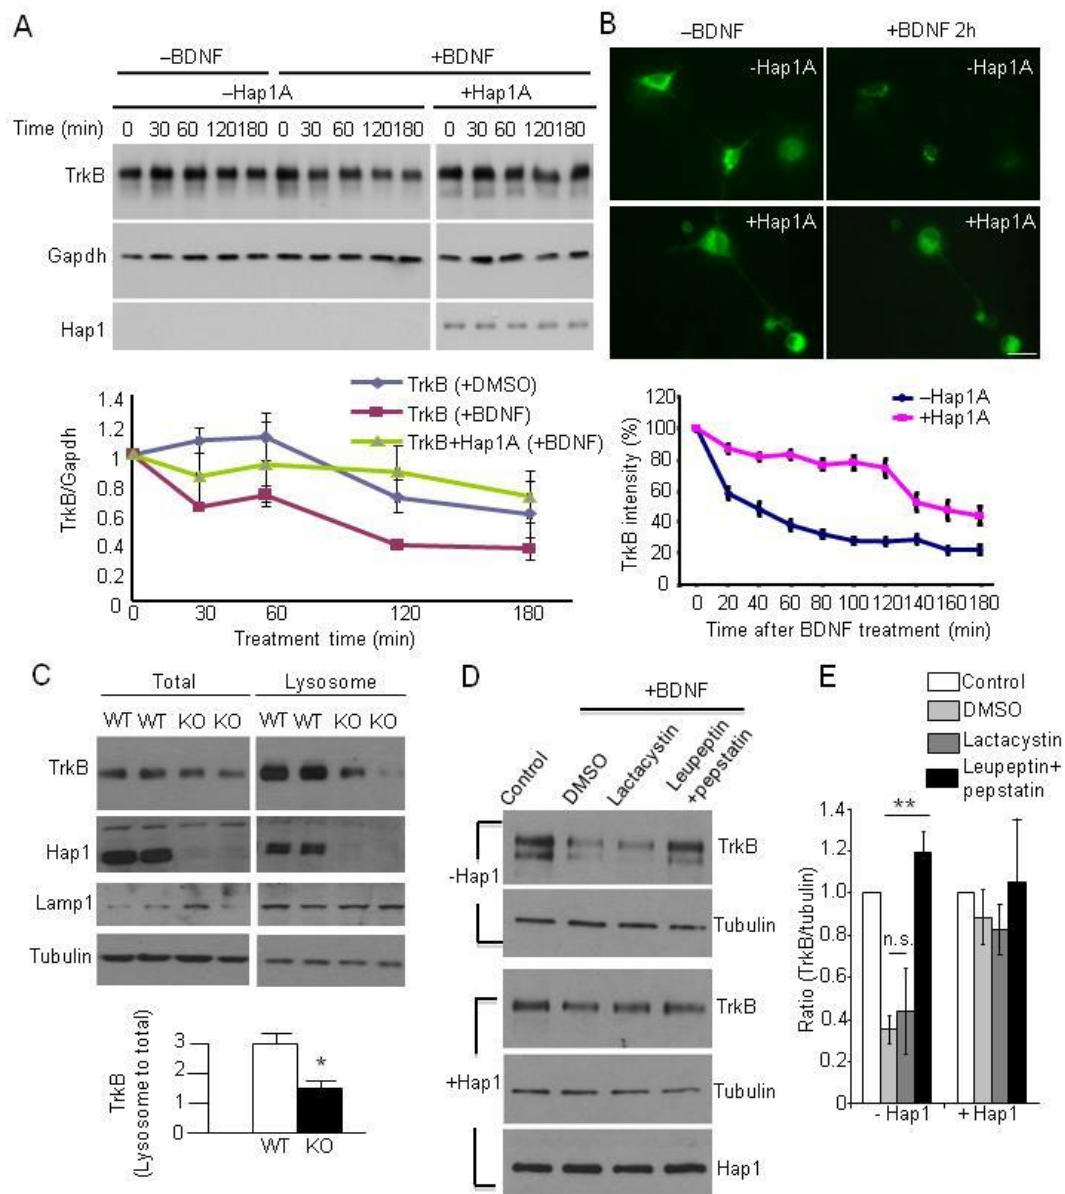 A
–BDNF +BDNF
–Hap1A +Hap1A
Time (min) 0 30 60 120 180 0 30 60 120 180 0 30 60 120 180
TrkB
Gapdh
Hap1
TrkB (+DMSO)
TrkB (+BDNF)
TrkB+Hap1A (+BDNF)
1.4
1.2
1
0.8
0.6
0.4
0.2
0
TrkB/Gapdh
0 30 60 120 180
Treatment time (min)
B
–BDNF +BDNF 2h
-Hap1A -Hap1A
+Hap1A +Hap1A
–Hap1A
+Hap1A
120
100
80
60
40
20
0
TrkB intensity (%)
0 20 40 60 80 100 120 140 160 180
Time after BDNF treatment (min)
C
Total Lysosome
WT WT KO KO WT WT KO KO
TrkB
Hap1
Lamp1
Tubulin
3
2
1
0
*
TrkB
(Lysosome to total)
WT KO
D
+BDNF
Control
DMSO
Lactacystin
Leupeptin
+pepstatin
-Hap1
TrkB
Tubulin
+Hap1
TrkB
Tubulin
Hap1
E
Control
DMSO
Lactacystin
Leupeptin+
pepstatin
1.4
1.2
1.0
0.8
0.6
0.4
0.2
0
Ratio (TrkB/tubulin)
**
n.s.
- Hap1 + Hap1